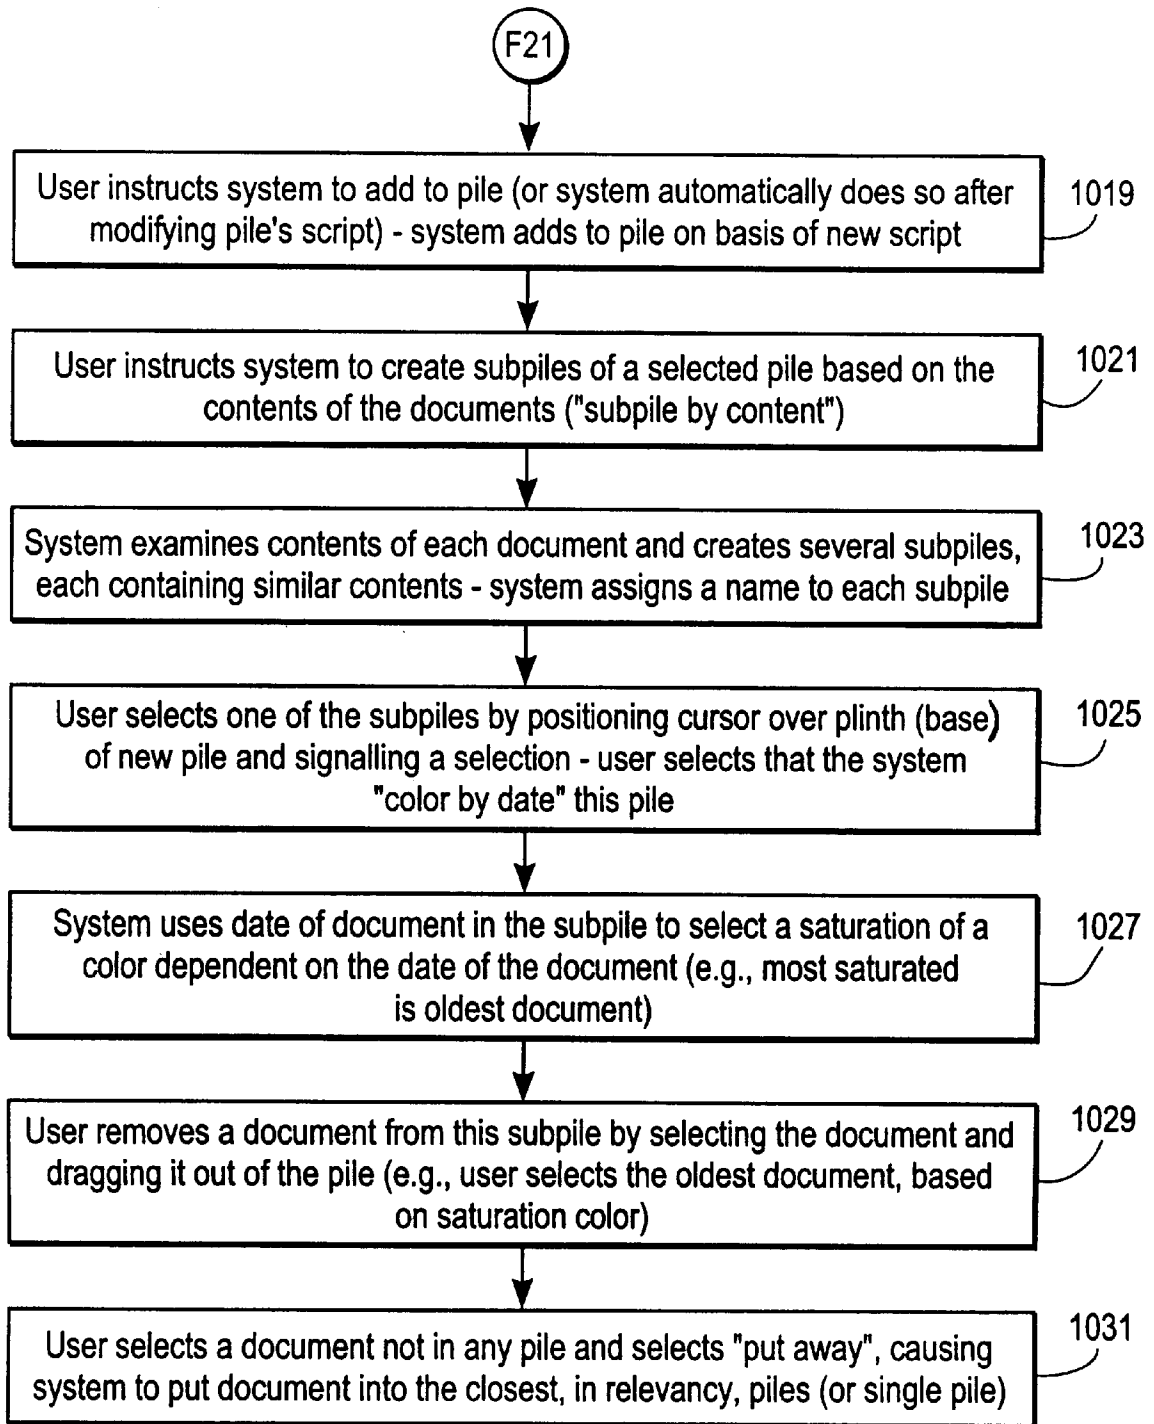 F21
User instructs system to add to pile (or system automatically does so after
modifying pile's script) - system adds to pile on basis of new script
1019
User instructs system to create subpiles of a selected pile based on the
contents of the documents ("subpile by content")
1021
System examines contents of each document and creates several subpiles,
each containing similar contents - system assigns a name to each subpile
1023
User selects one of the subpiles by positioning cursor over plinth (base)
of new pile and signalling a selection - user selects that the system
"color by date" this pile
1025
System uses date of document in the subpile to select a saturation of a
color dependent on the date of the document (e.g., most saturated
is oldest document)
1027
User removes a document from this subpile by selecting the document and
dragging it out of the pile (e.g., user selects the oldest document, based
on saturation color)
1029
User selects a document not in any pile and selects "put away", causing
system to put document into the closest, in relevancy, piles (or single pile)
1031